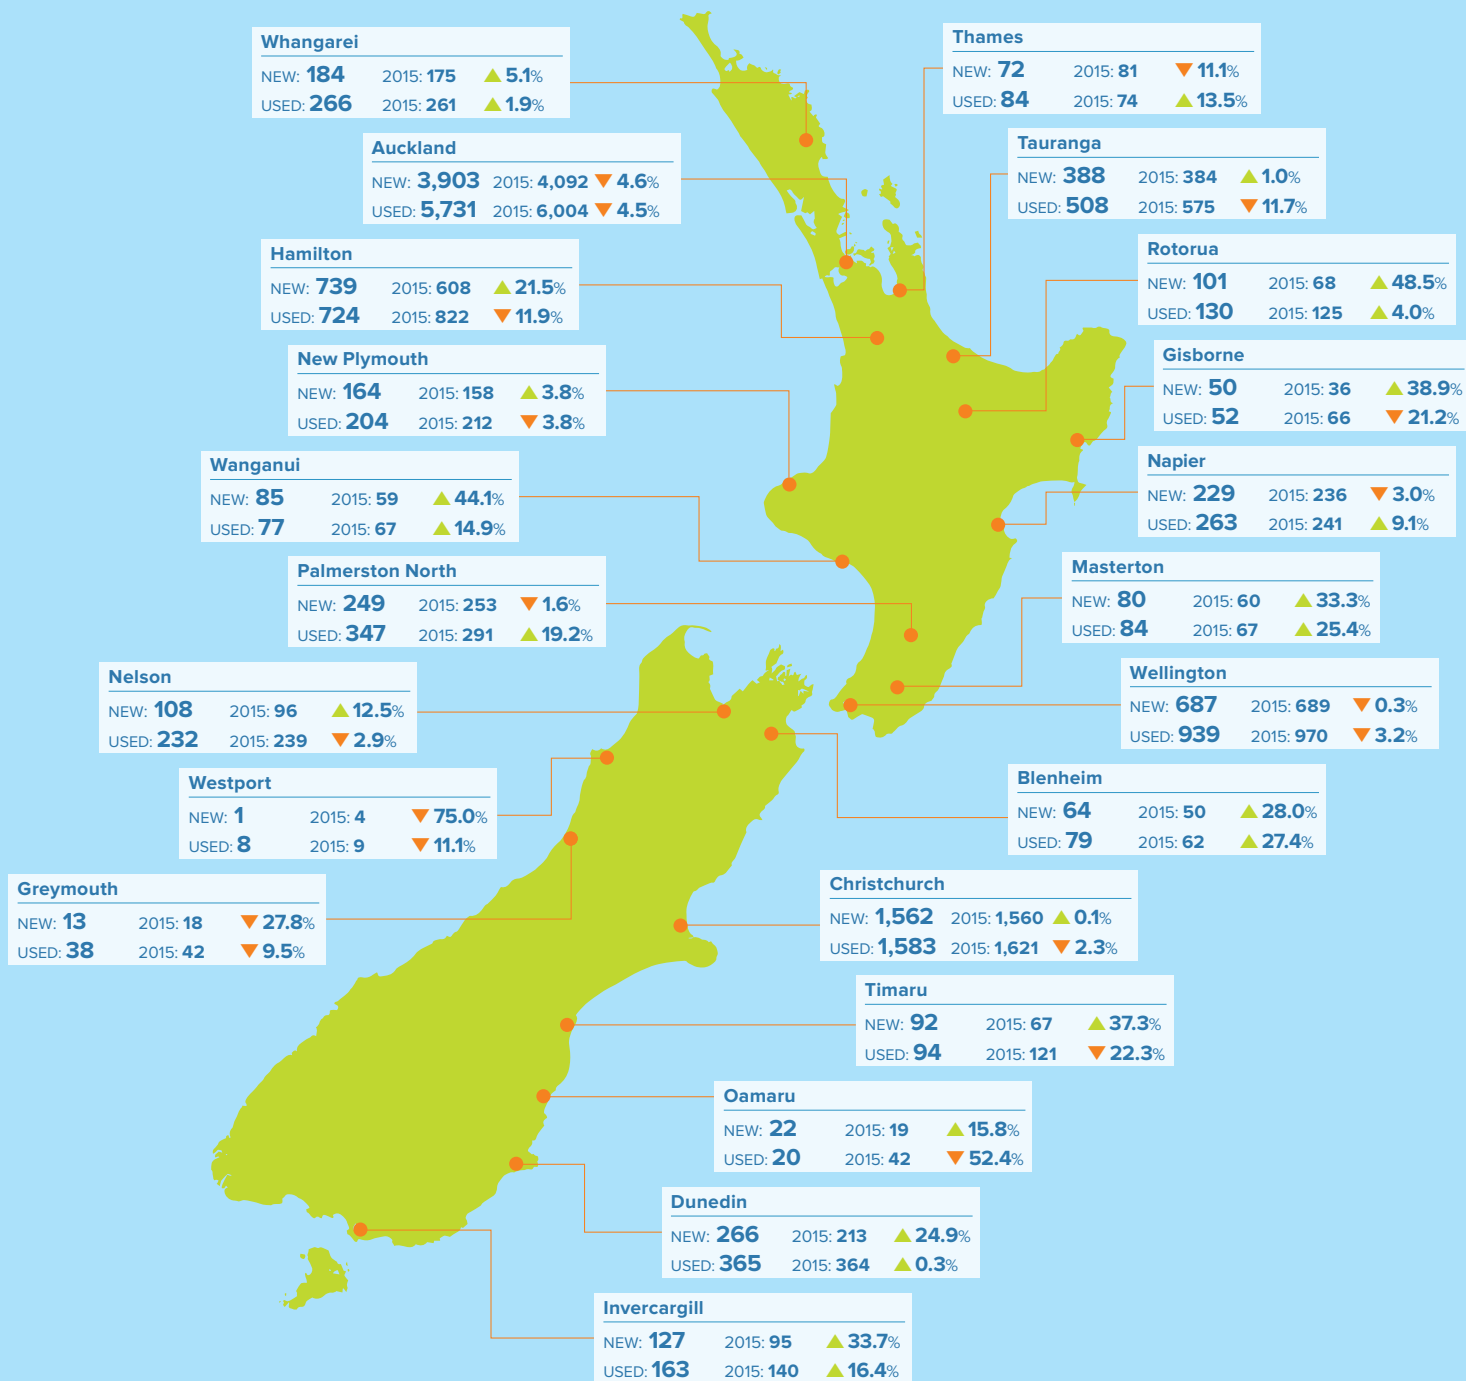 Whangarei
NEW: 184 2015: 175 5.1%
USED: 266 2015: 261 1.9%
Thames
NEW: 72 2015: 81 11.1%
USED: 84 2015: 74 13.5%
Auckland
NEW: 3,903 2015: 4,092 4.6%
USED: 5,731 2015: 6,004 4.5%
Tauranga
NEW: 388 2015: 384 1.0%
USED: 508 2015: 575 11.7%
Hamilton
NEW: 739 2015: 608 21.5%
USED: 724 2015: 822 11.9%
Rotorua
NEW: 101 2015: 68 48.5%
USED: 130 2015: 125 4.0%
New Plymouth
NEW: 164 2015: 158 3.8%
USED: 204 2015: 212 3.8%
Gisborne
NEW: 50 2015: 36 38.9%
USED: 52 2015: 66 21.2%
Wanganui
NEW: 85 2015: 59 44.1%
USED: 77 2015: 67 14.9%
Napier
NEW: 229 2015: 236 3.0%
USED: 263 2015: 241 9.1%
Palmerston North
NEW: 249 2015: 253 1.6%
USED: 347 2015: 291 19.2%
Masterton
NEW: 80 2015: 60 33.3%
USED: 84 2015: 67 25.4%
Nelson
NEW: 108 2015: 96 12.5%
USED: 232 2015: 239 2.9%
Wellington
NEW: 687 2015: 689 0.3%
USED: 939 2015: 970 3.2%
Westport
NEW: 1 2015: 4 75.0%
USED: 8 2015: 9 11.1%
Blenheim
NEW: 64 2015: 50 28.0%
USED: 79 2015: 62 27.4%
Greymouth
NEW: 13 2015: 18 27.8%
USED: 38 2015: 42 9.5%
Christchurch
NEW: 1,562 2015: 1,560 0.1%
USED: 1,583 2015: 1,621 2.3%
Timaru
NEW: 92 2015: 67 37.3%
USED: 94 2015: 121 22.3%
Oamaru
NEW: 22 2015: 19 15.8%
USED: 20 2015: 42 52.4%
Dunedin
NEW: 266 2015: 213 24.9%
USED: 365 2015: 364 0.3%
Invercargill
NEW: 127 2015: 95 33.7%
USED: 163 2015: 140 16.4%